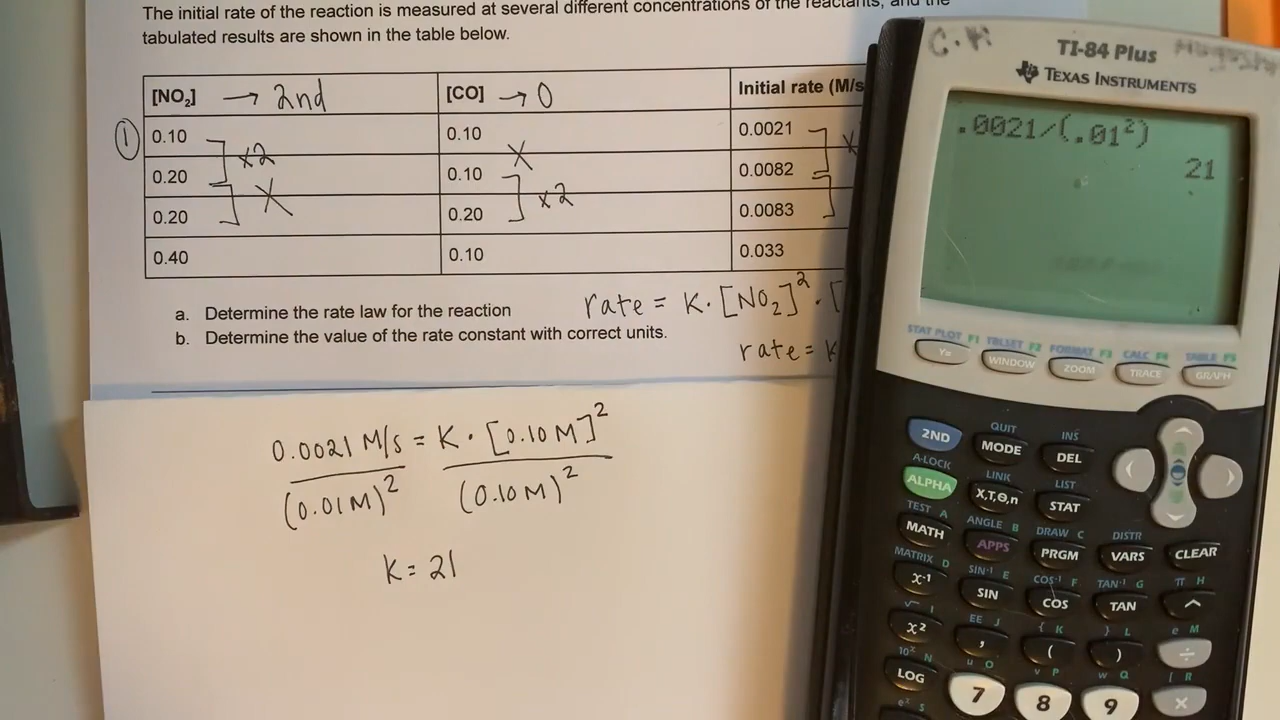 The initial rate of the reaction is measured at several different concentrations of the reactants, and the
tabulated results are shown in the table below.
[NO₂] → 2nd [CO] → 0 Initial rate (M/s
① 0.10 0.10 0.0021
x2 X X
0.20 0.10 0.0082
X x2
0.20 0.20 0.0083
0.40 0.10 0.033
a. Determine the rate law for the reaction rate = K · [NO₂]² · [
b. Determine the value of the rate constant with correct units.
rate = K
0.0021 M/s = K · [0.10 M]²
(0.01M)² (0.10M)²
K = 21
C.H
TI-84 Plus
TEXAS INSTRUMENTS
.0021/(.01²)
21
STAT PLOT F1 TBLSET F2 FORMAT F3 CALC F4 TABLE F5
Y= WINDOW ZOOM TRACE GRAPH
QUIT INS
2ND MODE DEL
A-LOCK LINK LIST
ALPHA X,T,θ,n STAT
TEST A ANGLE B DRAW C DISTR
MATH APPS PRGM VARS CLEAR
MATRIX D SIN⁻¹ E COS⁻¹ F TAN⁻¹ G π H
x⁻¹ SIN COS TAN ^
√ I EE J { K } L e M
x² , ( ) ÷
10ˣ N u O v P w Q [ R
LOG 7 8 9 ×